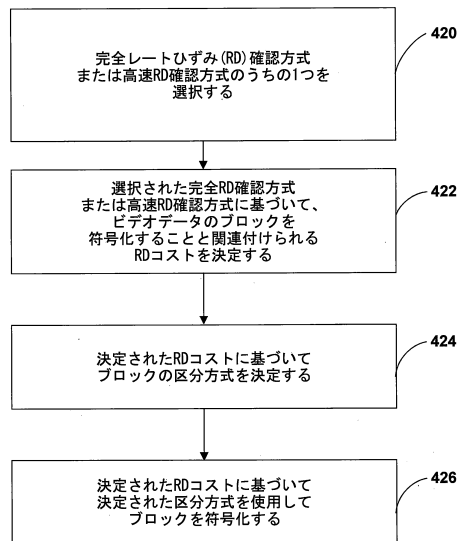 完全レートひずみ(RD)確認方式
または高速RD確認方式のうちの1つを
選択する
420
選択された完全RD確認方式
または高速RD確認方式に基づいて、
ビデオデータのブロックを
符号化することと関連付けられる
RDコストを決定する
422
決定されたRDコストに基づいて
ブロックの区分方式を決定する
424
決定されたRDコストに基づいて
決定された区分方式を使用して
ブロックを符号化する
426